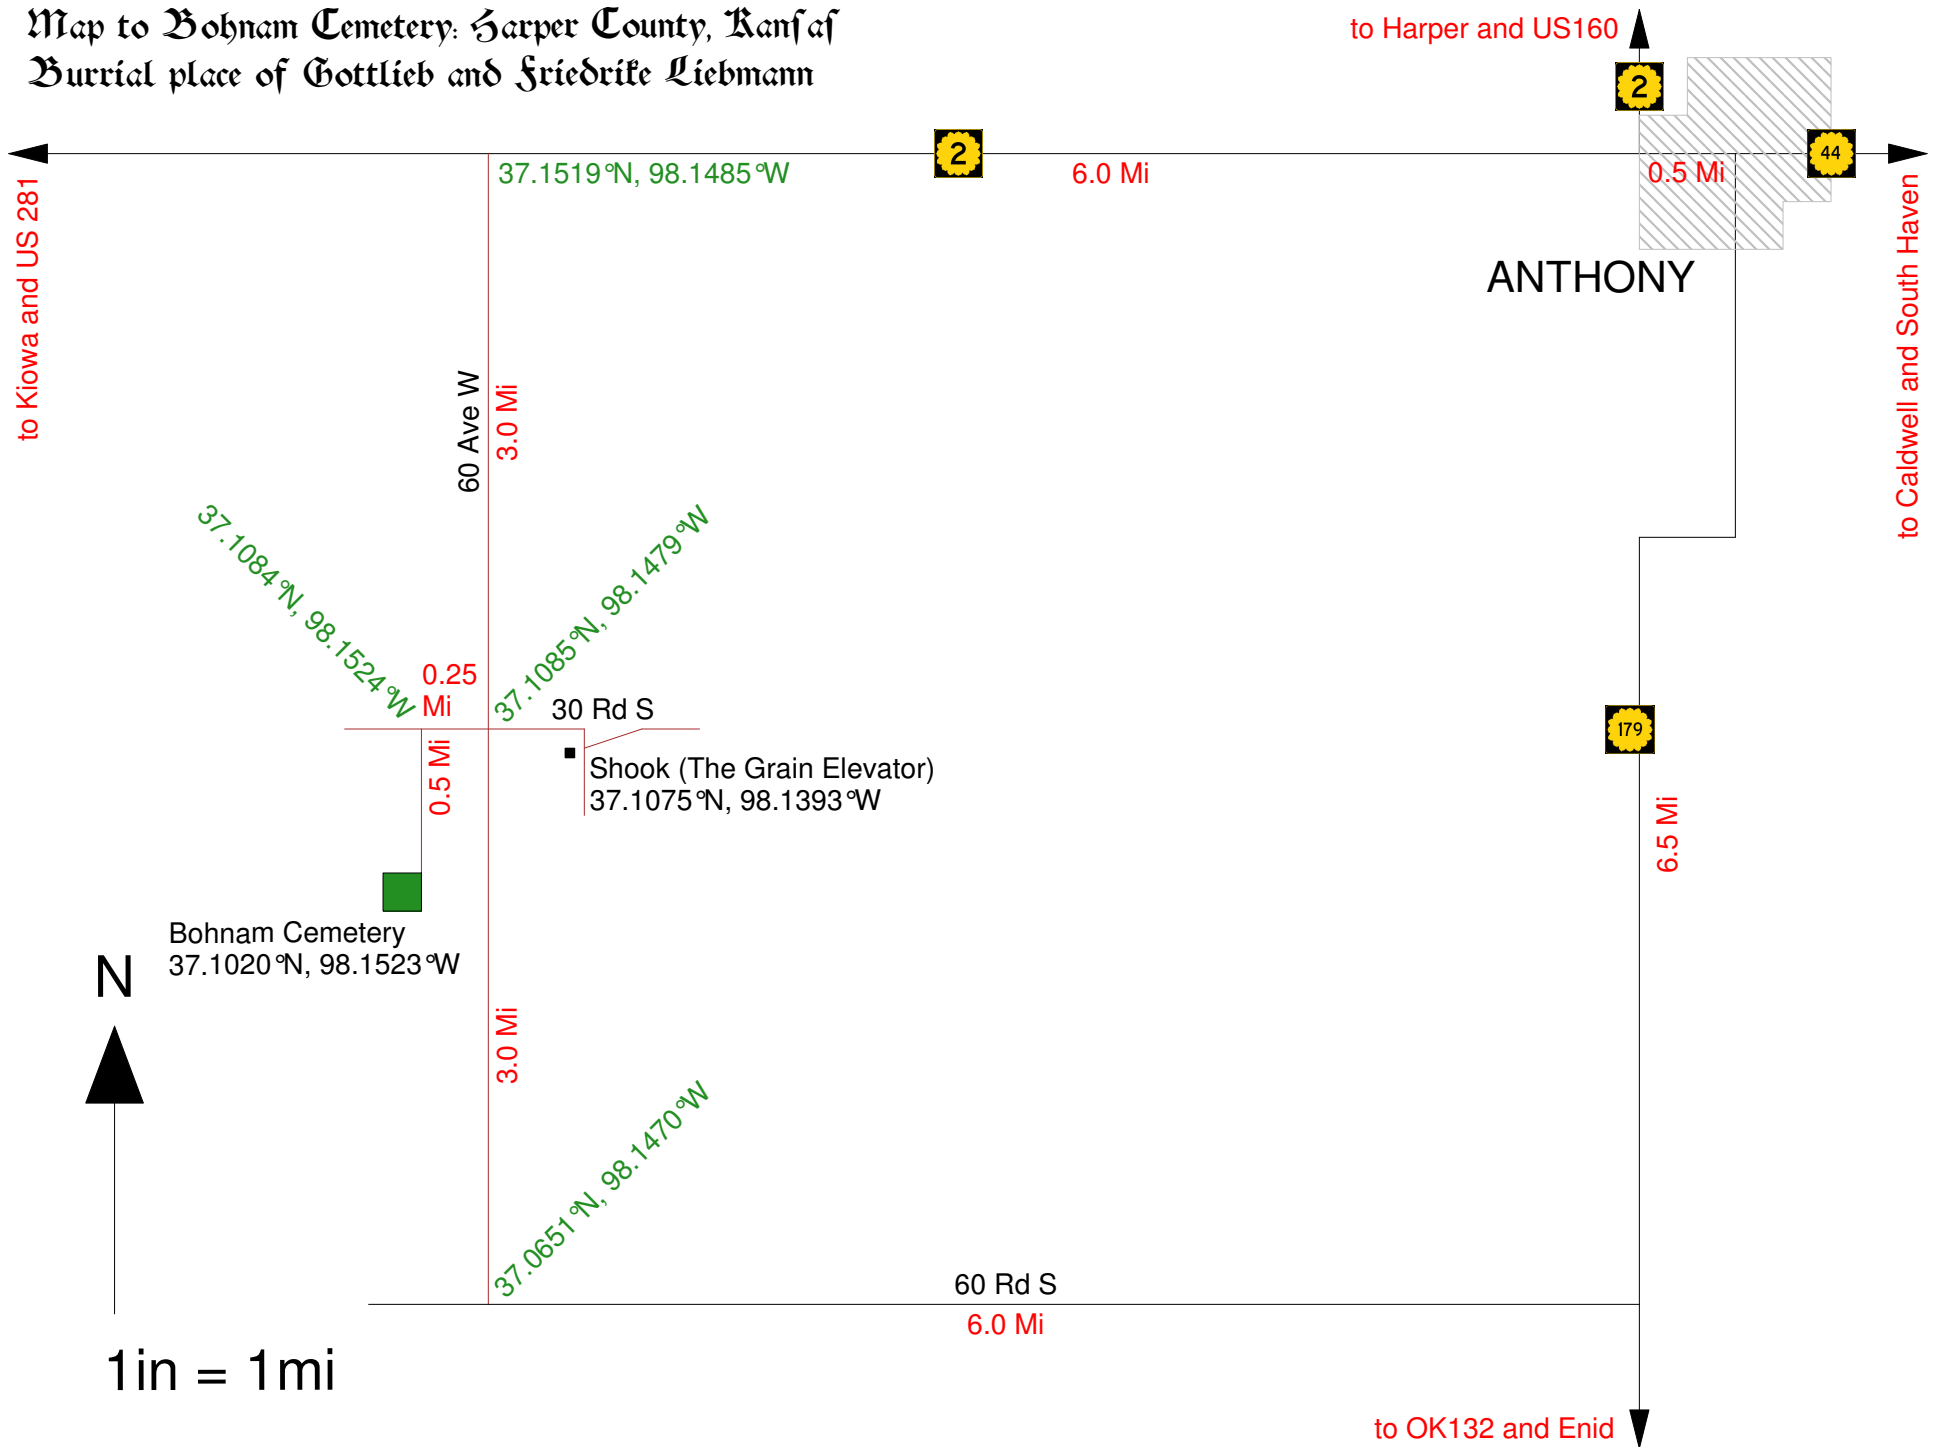 Map to Bohnam Cemetery: Harper County, Kanſaſ
Burrial place of Gottlieb and Friedrike Liebmann
to Harper and US160
2
2
44
37.1519°N, 98.1485°W
6.0 Mi
0.5 Mi
to Kiowa and US 281
to Caldwell and South Haven
ANTHONY
60 Ave W
3.0 Mi
37.1084°N, 98.1524°W
37.1085°N, 98.1479°W
0.25
Mi
30 Rd S
0.5 Mi
179
Shook (The Grain Elevator)
37.1075°N, 98.1393°W
6.5 Mi
Bohnam Cemetery
37.1020°N, 98.1523°W
N
3.0 Mi
37.0651°N, 98.1470°W
60 Rd S
6.0 Mi
1in = 1mi
to OK132 and Enid